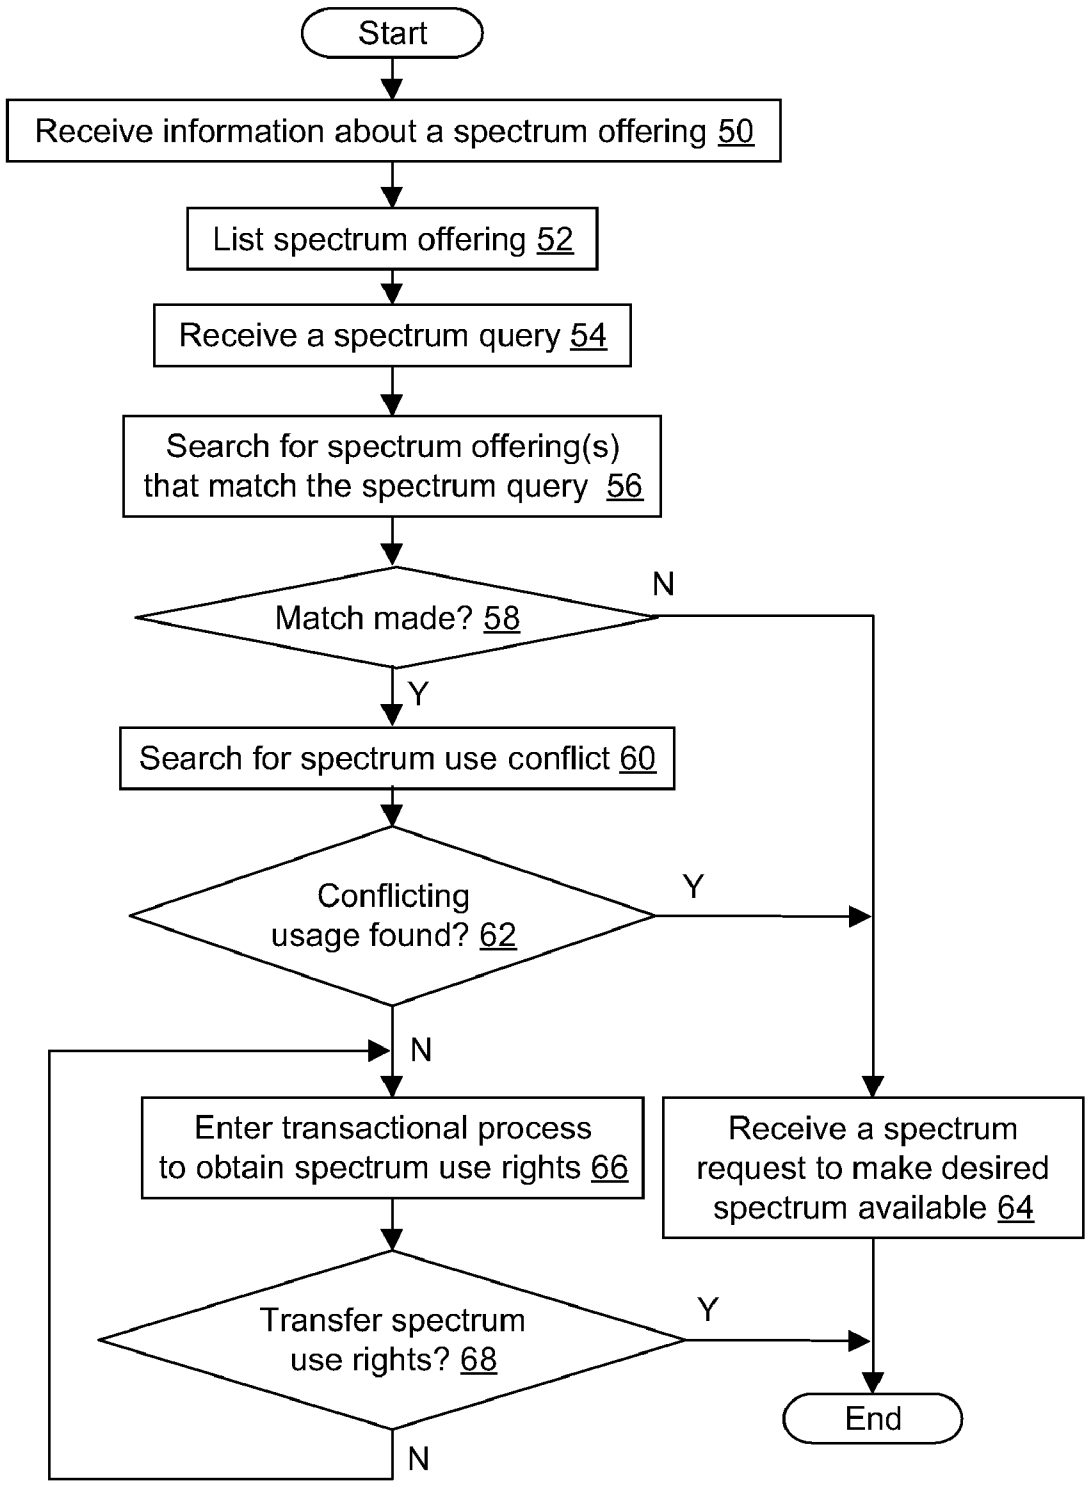 Start
Receive information about a spectrum offering 50
List spectrum offering 52
Receive a spectrum query 54
Search for spectrum offering(s)
that match the spectrum query 56
N
Match made? 58
Y
Search for spectrum use conflict 60
Y
Conflicting
usage found? 62
N
Enter transactional process
to obtain spectrum use rights 66
Receive a spectrum
request to make desired
spectrum available 64
Y
Transfer spectrum
use rights? 68
End
N